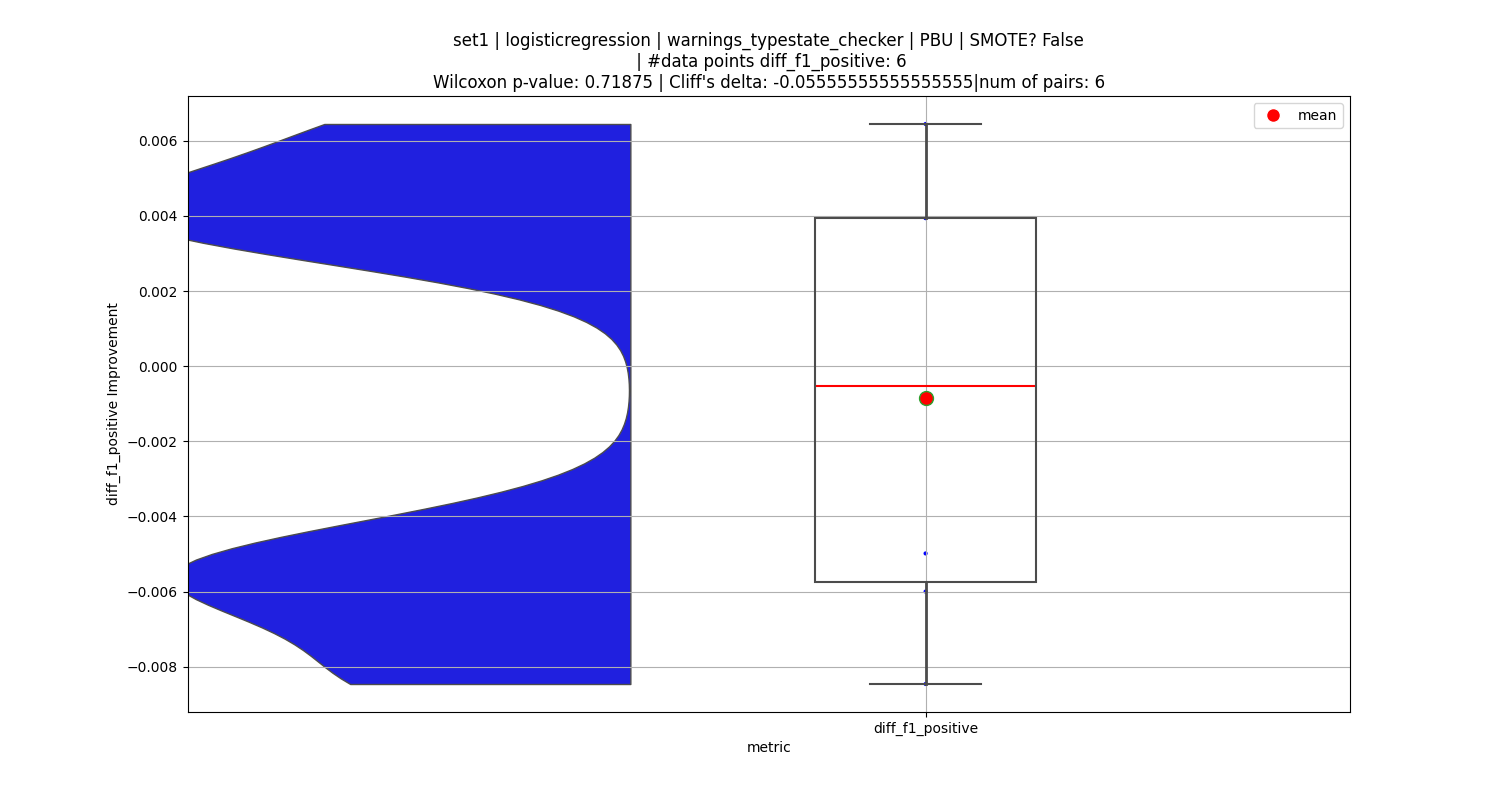 set1 | logisticregression | warnings_typestate_checker | PBU | SMOTE? False
| #data points diff_f1_positive: 6
Wilcoxon p-value: 0.71875 | Cliff's delta: -0.05555555555555555|num of pairs: 6
mean
0.006
0.004
0.002
0.000
−0.002
−0.004
−0.006
−0.008
diff_f1_positive Improvement
diff_f1_positive
metric